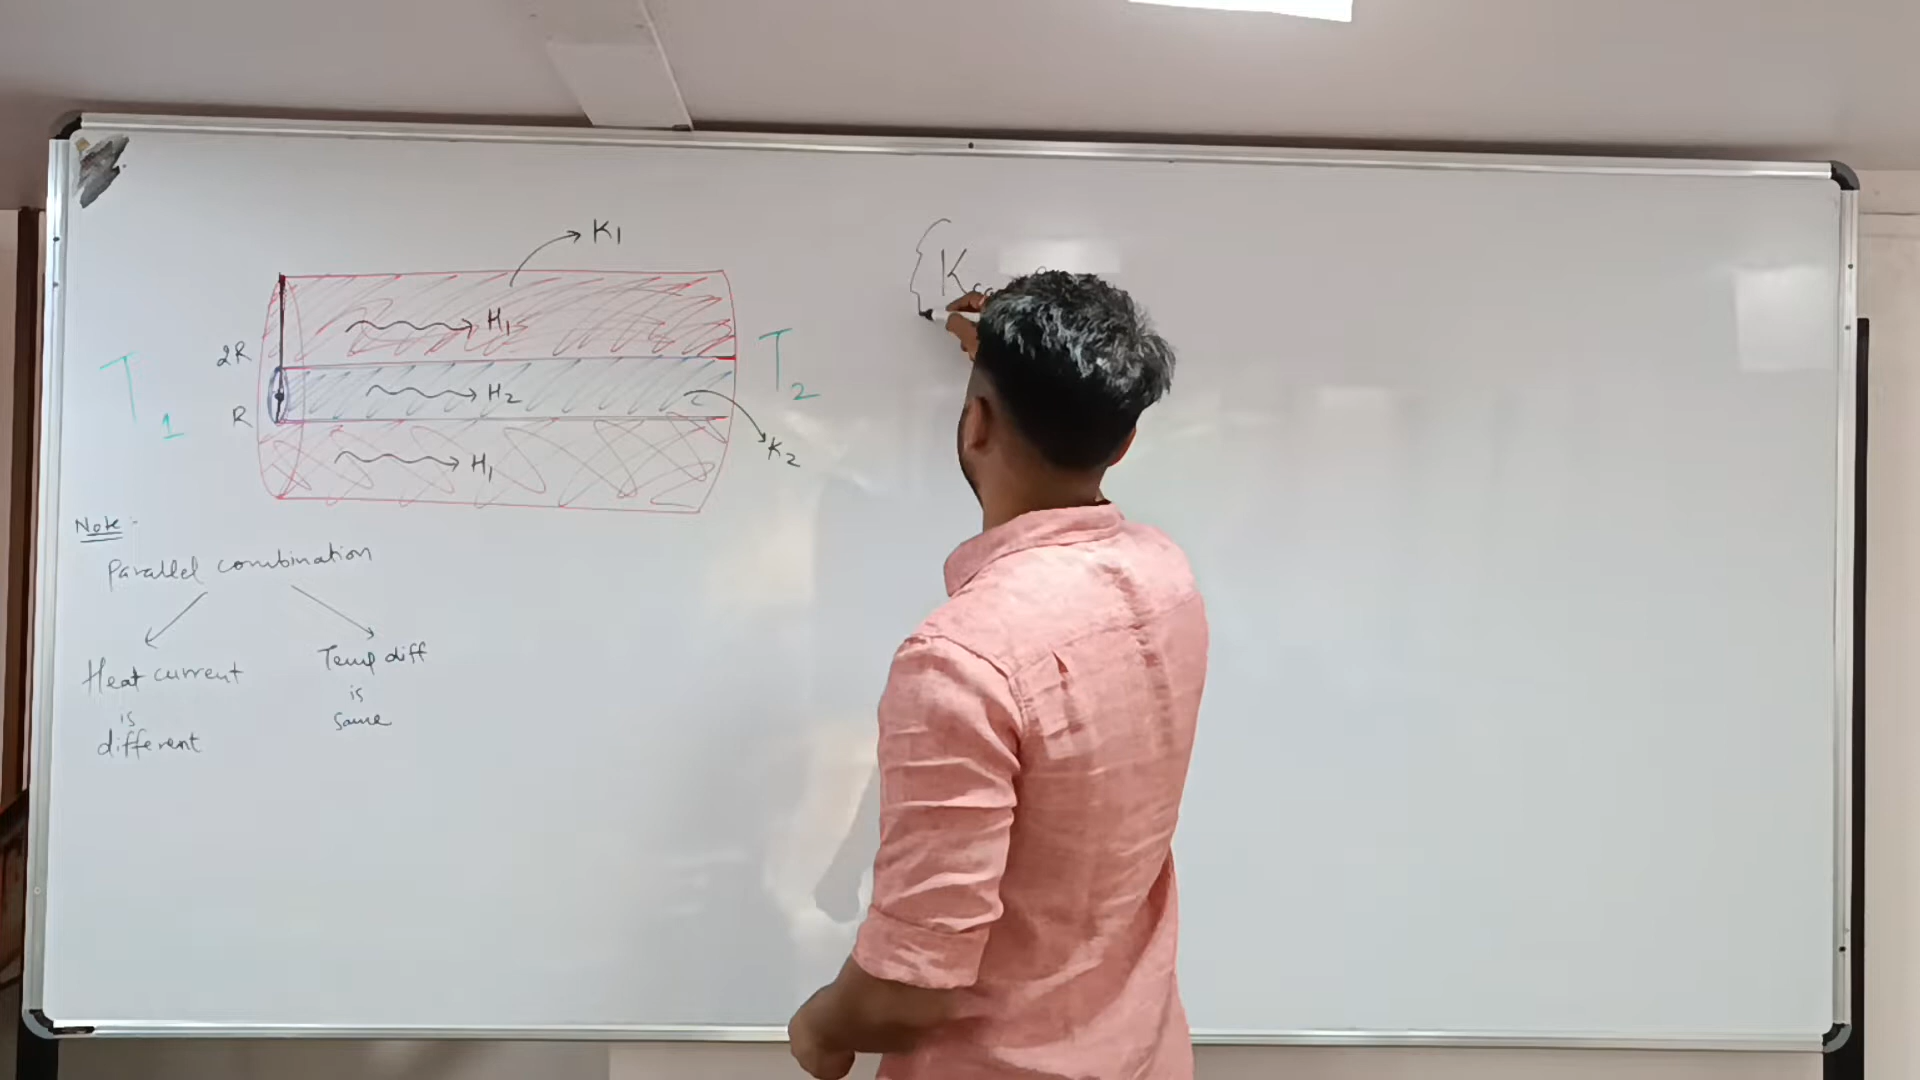 K1
H1
2R
T2
H2
T1
R
K2
H1
Note:-
Parallel combination
Heat current
is
different
Temp diff
is
same